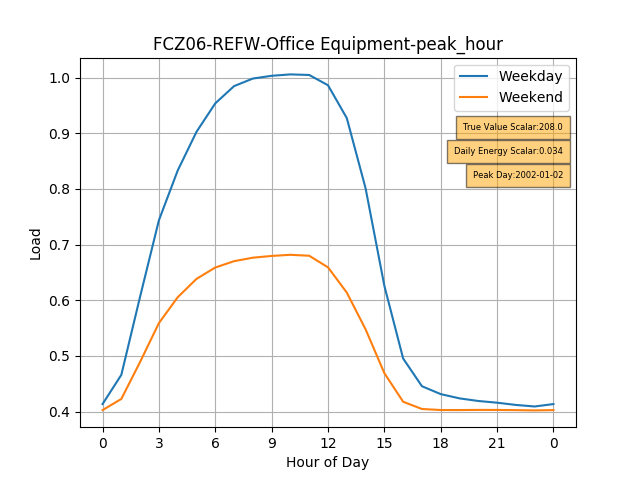 FCZ06-REFW-Office Equipment-peak_hour
Weekday
Weekend
True Value Scalar:208.0
Daily Energy Scalar:0.034
Peak Day:2002-01-02
Load
1.0
0.9
0.8
0.7
0.6
0.5
0.4
0 3 6 9 12 15 18 21 0
Hour of Day